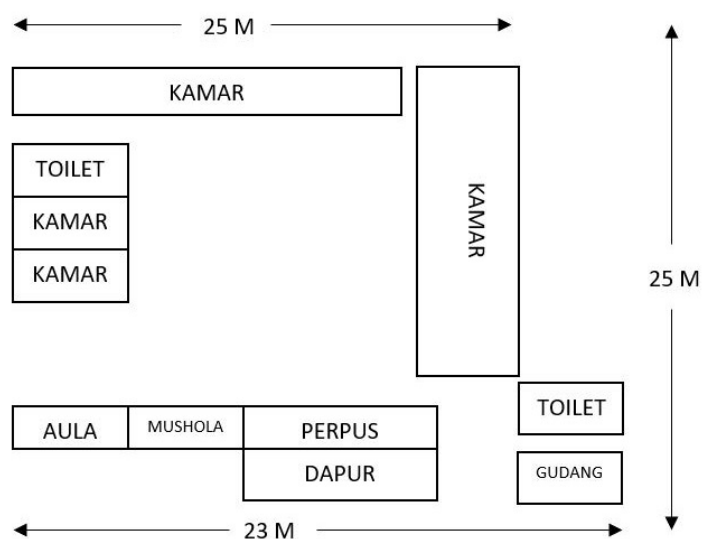 25 M
KAMAR
KAMAR
TOILET
KAMAR
KAMAR
25 M
TOILET
AULA
MUSHOLA
PERPUS
DAPUR
GUDANG
23 M